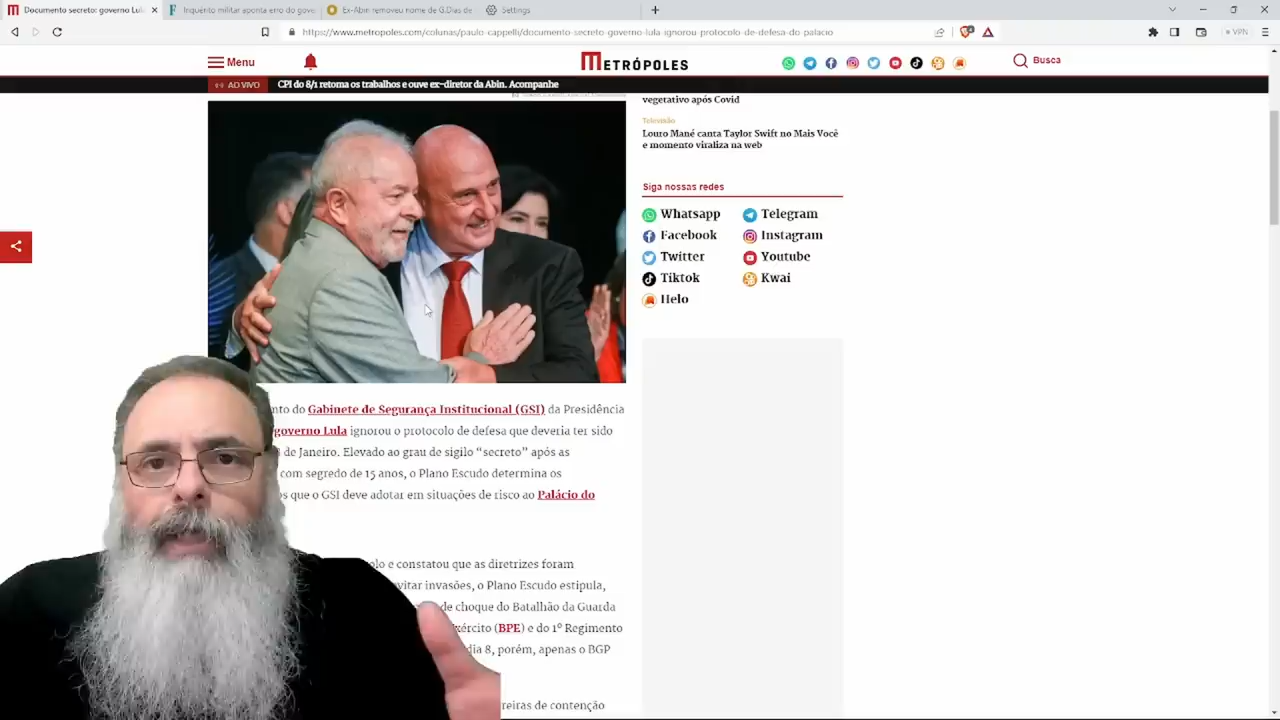 Documento secreto: governo Lula
Inquérito militar aponta erro do gove
Ex-Abin removeu nome de G.Dias de
Settings
https://www.metropoles.com/colunas/paulo-cappelli/documento-secreto-governo-lula-ignorou-protocolo-de-defesa-do-palacio
VPN
Menu
METRÓPOLES
Busca
AO VIVO
CPI do 8/1 retoma os trabalhos e ouve ex-diretor da Abin. Acompanhe
vegetativo após Covid
Televisão
Louro Mané canta Taylor Swift no Mais Você
e momento viraliza na web
Siga nossas redes
Whatsapp
Telegram
Facebook
Instagram
Twitter
Youtube
Tiktok
Kwai
Helo
nto do Gabinete de Segurança Institucional (GSI) da Presidência
governo Lula ignorou o protocolo de defesa que deveria ter sido
de Janeiro. Elevado ao grau de sigilo “secreto” após as
com segredo de 15 anos, o Plano Escudo determina os
os que o GSI deve adotar em situações de risco ao Palácio do
olo e constatou que as diretrizes foram
evitar invasões, o Plano Escudo estipula,
de choque do Batalhão da Guarda
xército (BPE) e do 1º Regimento
dia 8, porém, apenas o BGP
reiras de contenção